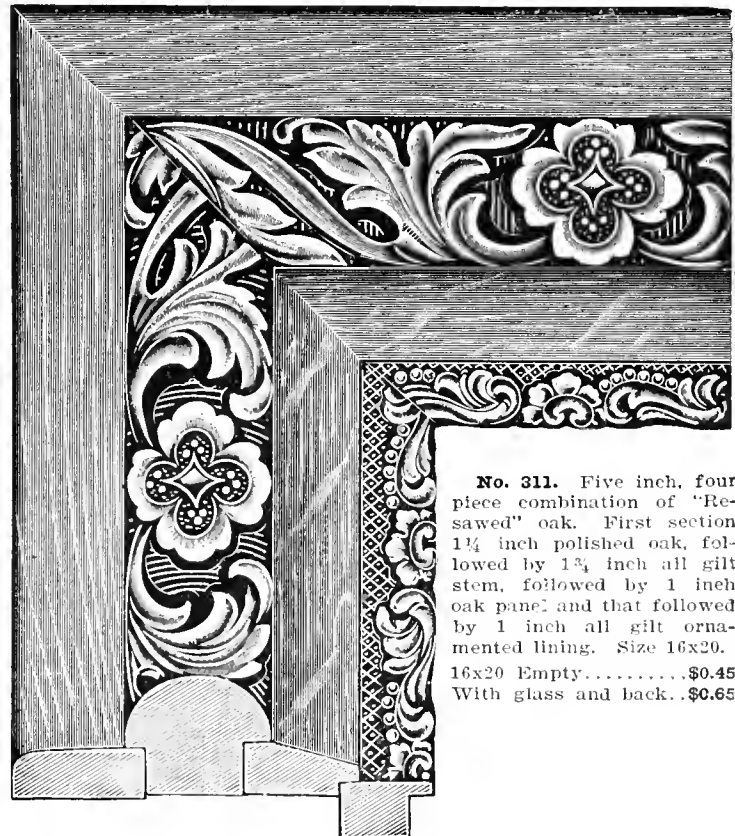 No. 311. Five inch, four
piece combination of "Re-
sawed" oak. First section
1¼ inch polished oak, fol-
lowed by 1¾ inch all gilt
stem, followed by 1 inch
oak panel and that followed
by 1 inch all gilt orna-
mented lining. Size 16x20.
16x20 Empty..........$0.45
With glass and back..$0.65